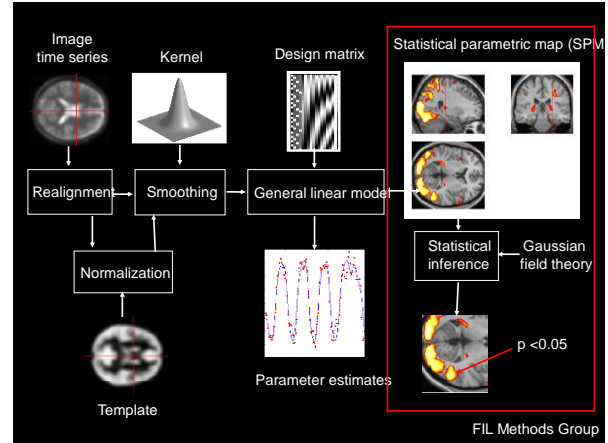 Image
time series
Kernel
Design matrix
Statistical parametric map (SPM)
Realignment
Smoothing
General linear model
Normalization
Statistical
inference
Gaussian
field theory
p <0.05
Parameter estimates
Template
FIL Methods Group